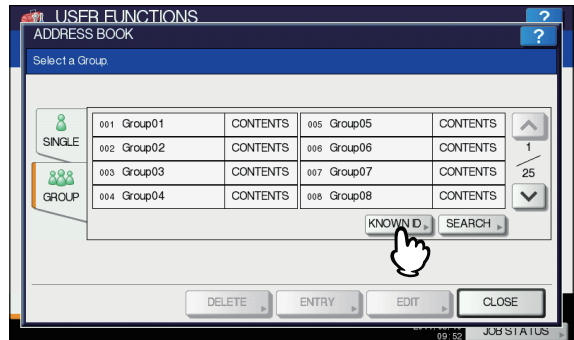 USER FUNCTIONS ?
ADDRESS BOOK ?
Select a Group.
SINGLE
GROUP
001 Group01 CONTENTS 005 Group05 CONTENTS
002 Group02 CONTENTS 006 Group06 CONTENTS
003 Group03 CONTENTS 007 Group07 CONTENTS
004 Group04 CONTENTS 008 Group08 CONTENTS
1
25
KNOWN ID SEARCH
DELETE ENTRY EDIT CLOSE
09:52 JOB STATUS